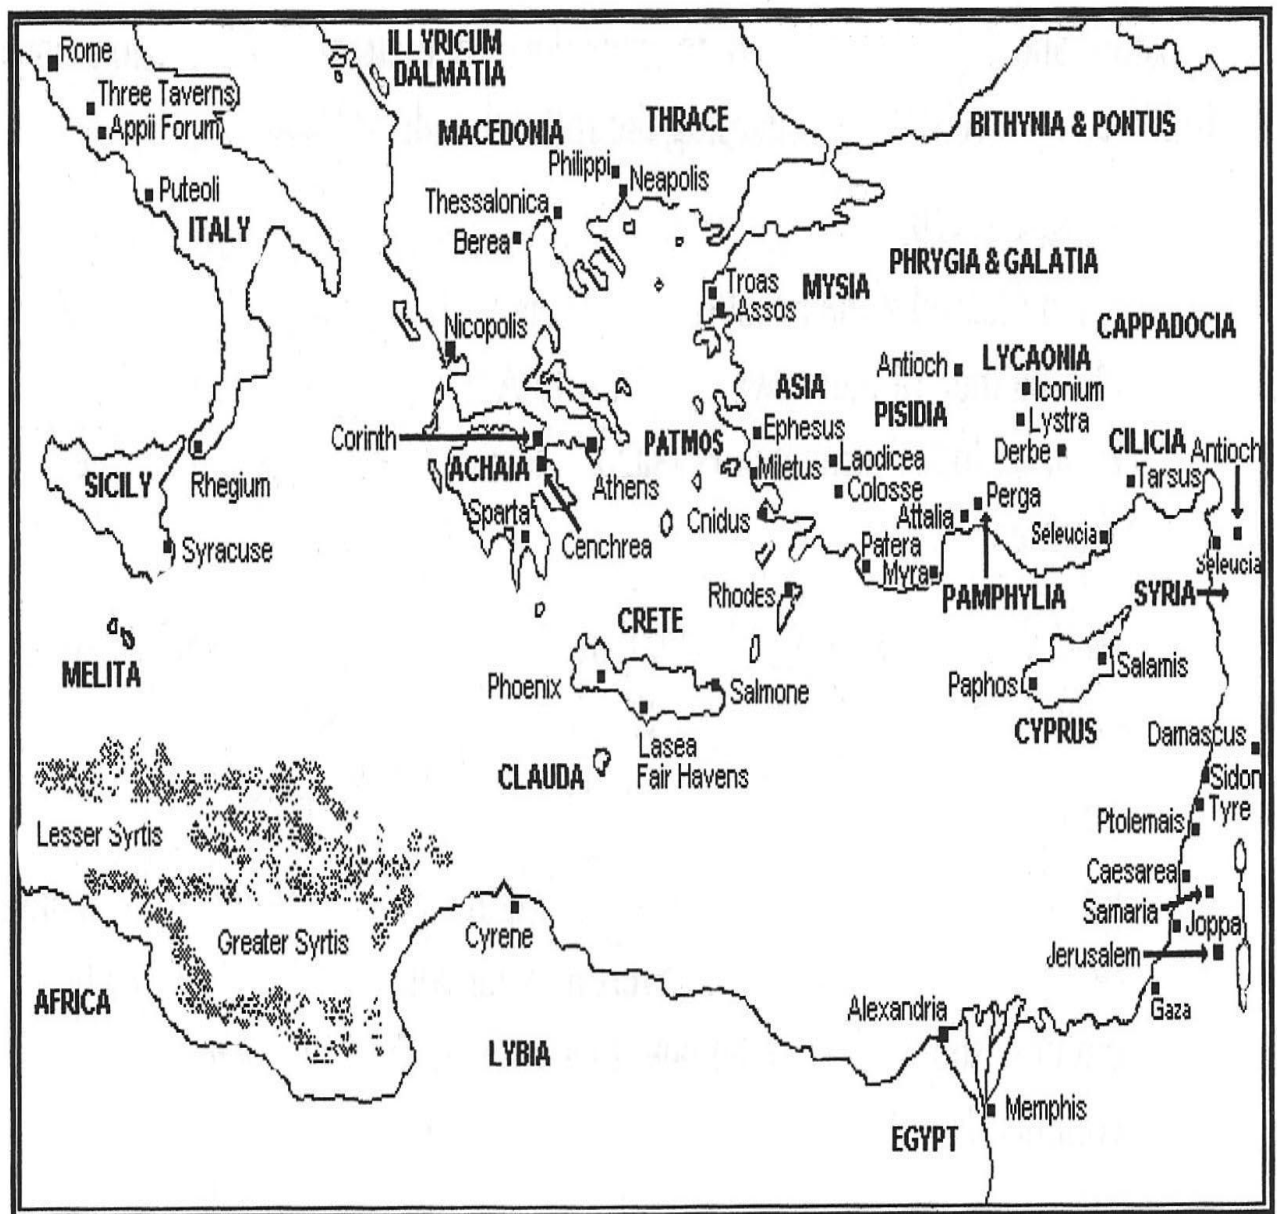 Rome
Three Taverns
Appii Forum
Puteoli
ITALY
ILLYRICUM
DALMATIA
MACEDONIA
THRACE
BITHYNIA & PONTUS
Philippi
Neapolis
Thessalonica
Berea
PHRYGIA & GALATIA
Troas
MYSIA
Assos
CAPPADOCIA
Nicopolis
Antioch
LYCAONIA
ASIA
Iconium
PISIDIA
Lystra
Ephesus
Corinth
PATMOS
Derbe
CILICIA
Antioch
SICILY
Rhegium
ACHAIA
Athens
Miletus
Laodicea
Colosse
Tarsus
Sparta
Cnidus
Attalia
Perga
Syracuse
Cenchrea
Patera
Myra
Seleucia
Seleucia
Rhodes
PAMPHYLIA
SYRIA
CRETE
MELITA
Phoenix
Salmone
Paphos
Salamis
CYPRUS
Lasea
Fair Havens
CLAUDA
Damascus
Sidon
Tyre
Lesser Syrtis
Ptolemais
Caesarea
Samaria
Joppa
Greater Syrtis
Cyrene
Jerusalem
AFRICA
Alexandria
Gaza
LYBIA
Memphis
EGYPT